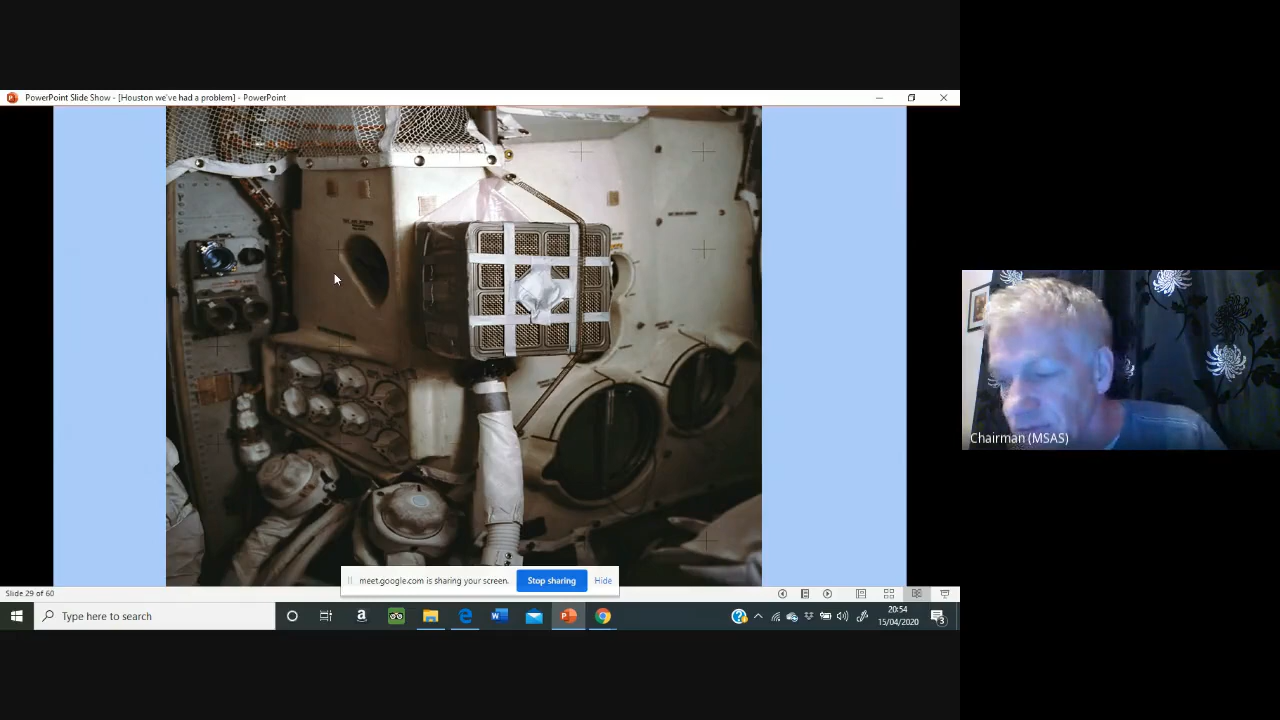 PowerPoint Slide Show - [Houston we've had a problem] - PowerPoint
Chairman (MSAS)
meet.google.com is sharing your screen.
Stop sharing
Hide
Slide 29 of 60
Type here to search
20:54
15/04/2020
3